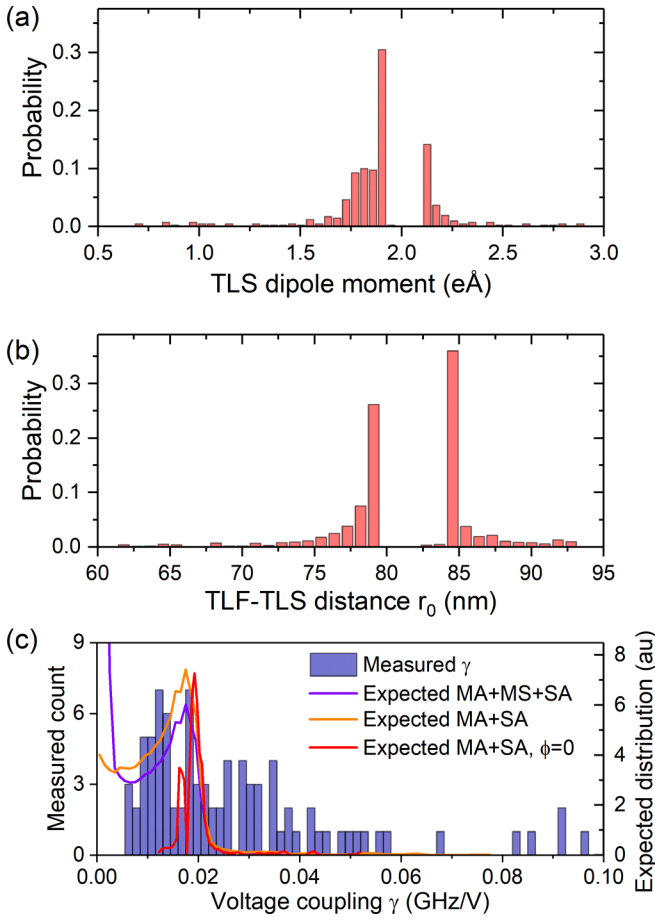 (a)
Probability
0.3
0.2
0.1
0.0
0.5 1.0 1.5 2.0 2.5 3.0
TLS dipole moment (eÅ)
(b)
Probability
0.3
0.2
0.1
0.0
60 65 70 75 80 85 90 95
TLF-TLS distance r₀ (nm)
(c)
Measured count
9
6
3
0
Measured γ
Expected MA+MS+SA
Expected MA+SA
Expected MA+SA, ϕ=0
8
6
4
2
0
Expected distribution (au)
0.00 0.02 0.04 0.06 0.08 0.10
Voltage coupling γ (GHz/V)